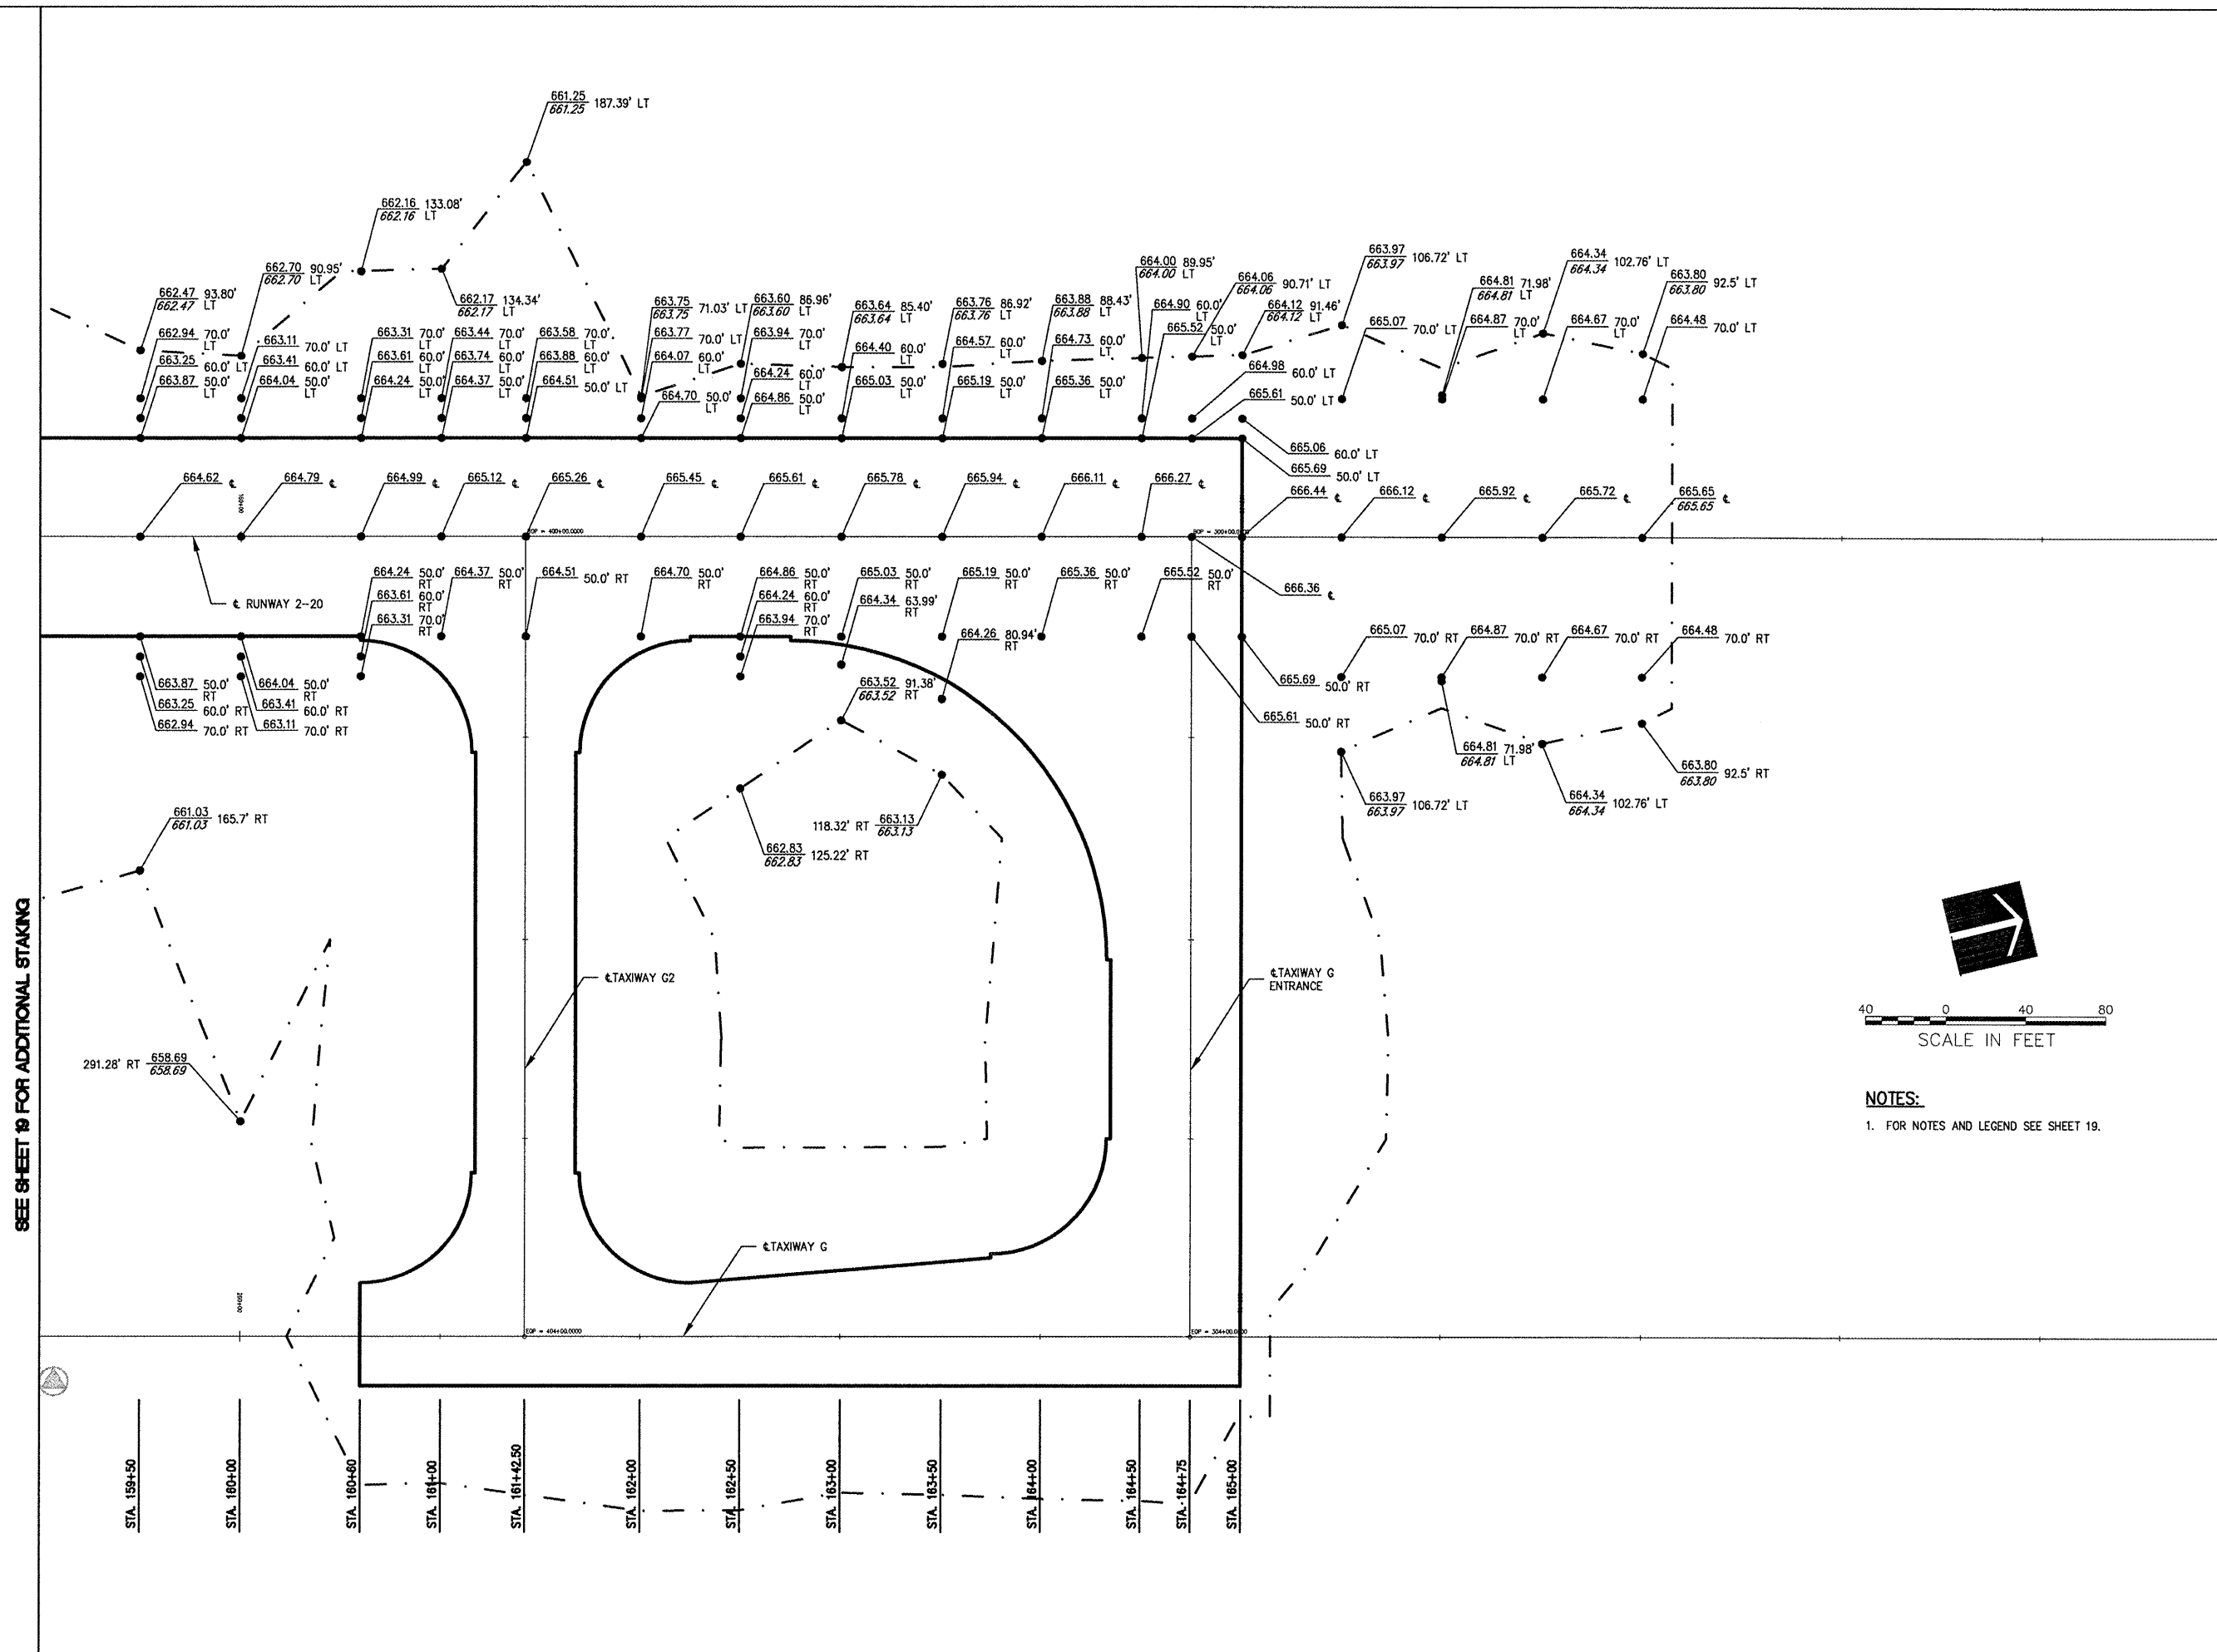 661.25
661.25 187.39' LT
662.16 133.08'
662.16 LT
662.70 90.95'
662.70 LT
662.47 93.80'
662.47 LT
662.17 134.34'
662.17 LT
662.94 70.0'
LT
663.25 60.0' LT
663.87 50.0'
LT
663.11 70.0' LT
663.41 60.0' LT
664.04 50.0'
LT
663.31 70.0'
LT
663.61 60.0'
LT
664.24 50.0'
LT
663.44 70.0'
LT
663.74 60.0'
LT
664.37 50.0'
LT
663.58 70.0'
LT
663.88 60.0'
LT
664.51 50.0' LT
663.75
663.75 71.03' LT
663.77 70.0' LT
664.07 60.0'
LT
664.70 50.0'
LT
663.60 86.96'
663.60 LT
663.94 70.0'
LT
664.24 60.0'
LT
664.86 50.0'
LT
663.64 85.40'
663.64 LT
664.40 60.0'
LT
665.03 50.0'
LT
663.76 86.92'
663.76 LT
664.57 60.0'
LT
665.19 50.0'
LT
663.88 88.43'
663.88 LT
664.73 60.0'
LT
665.36 50.0'
LT
664.00 89.95'
664.00 LT
664.90 60.0'
LT
665.52 50.0'
LT
664.06
664.06 90.71' LT
664.12 91.46'
664.12 LT
664.98 60.0' LT
665.61 50.0' LT
665.06 60.0' LT
665.69 50.0' LT
663.97
663.97 106.72' LT
665.07 70.0' LT
664.81 71.98'
664.81 LT
664.87 70.0'
LT
664.34
664.34 102.76' LT
664.67 70.0'
LT
663.80
663.80 92.5' LT
664.48 70.0' LT
664.62 ℄
160+00
664.79 ℄
664.99 ℄
665.12 ℄
665.26 ℄
665.45 ℄
665.61 ℄
665.78 ℄
665.94 ℄
666.11 ℄
666.27 ℄
666.44 ℄
666.12 ℄
665.92 ℄
665.72 ℄
665.65
665.65 ℄
BOP = 400+00.0000
BOP = 300+00.0000
666.36 ℄
℄ RUNWAY 2-20
664.24 50.0'
RT
663.61 60.0'
RT
663.31 70.0'
RT
664.37 50.0'
RT
664.51 50.0' RT
664.70 50.0'
RT
664.86 50.0'
RT
664.24 60.0'
RT
663.94 70.0'
RT
665.03 50.0'
RT
664.34 63.99'
RT
665.19 50.0'
RT
664.26 80.94'
RT
665.36 50.0'
RT
665.52 50.0'
RT
665.07 70.0' RT
664.87 70.0' RT
664.67 70.0' RT
664.48 70.0' RT
663.87 50.0'
RT
663.25 60.0' RT
662.94 70.0' RT
664.04 50.0'
RT
663.41 60.0' RT
663.11 70.0' RT
665.69 50.0' RT
665.61 50.0' RT
663.52 91.38'
663.52 RT
664.81 71.98'
664.81 LT
663.80
663.80 92.5' RT
663.97
663.97 106.72' LT
664.34
664.34 102.76' LT
661.03
661.03 165.7' RT
118.32' RT 663.13
663.13
662.83
662.83 125.22' RT
℄TAXIWAY G2
℄TAXIWAY G
ENTRANCE
291.28' RT 658.69
658.69
SEE SHEET 19 FOR ADDITIONAL STAKING
40 0 40 80
SCALE IN FEET
NOTES:
1. FOR NOTES AND LEGEND SEE SHEET 19.
℄TAXIWAY G
EOP = 404+00.0000
EOP = 304+00.0000
STA. 159+50
STA. 160+00
STA. 160+60
STA. 161+00
STA. 161+42.50
STA. 162+00
STA. 162+50
STA. 163+00
STA. 163+50
STA. 164+00
STA. 164+50
STA. 164+75
STA. 165+00